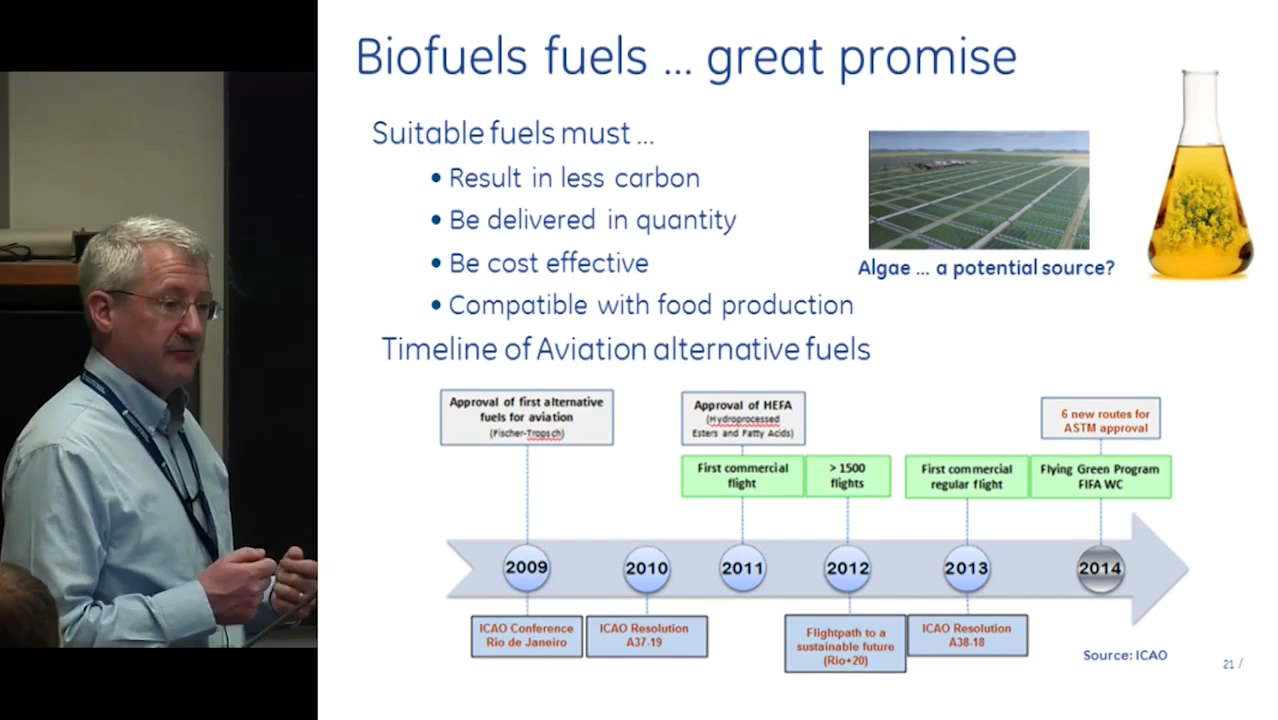 Biofuels fuels ... great promise
Suitable fuels must ...
• Result in less carbon
• Be delivered in quantity
• Be cost effective
• Compatible with food production
Algae ... a potential source?
Timeline of Aviation alternative fuels
Approval of first alternative
fuels for aviation
(Fischer-Tropsch)
Approval of HEFA
(Hydroprocessed
Esters and Fatty Acids)
6 new routes for
ASTM approval
First commercial
flight
> 1500
flights
First commercial
regular flight
Flying Green Program
FIFA WC
2009
2010
2011
2012
2013
2014
ICAO Conference
Rio de Janeiro
ICAO Resolution
A37-19
Flightpath to a
sustainable future
(Rio+20)
ICAO Resolution
A38-18
Source: ICAO
21 /